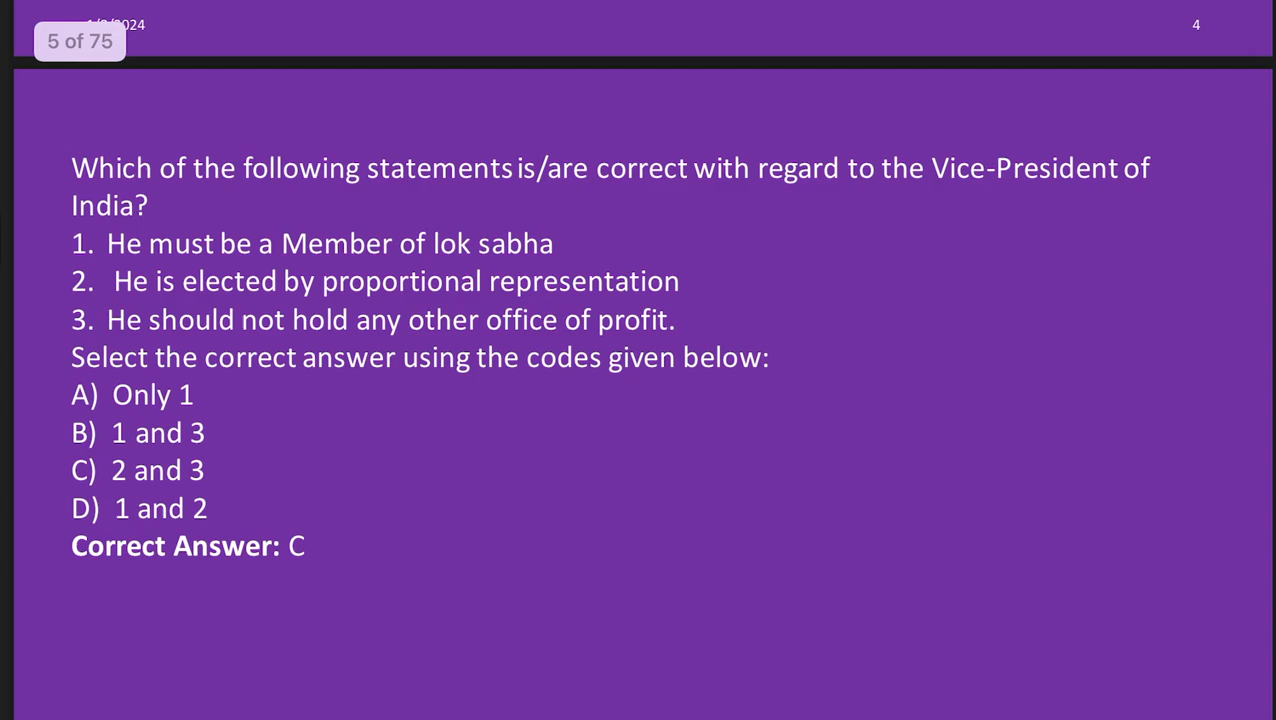 2024
4
5 of 75
Which of the following statements is/are correct with regard to the Vice-President of
India?
1. He must be a Member of lok sabha
2. He is elected by proportional representation
3. He should not hold any other office of profit.
Select the correct answer using the codes given below:
A) Only 1
B) 1 and 3
C) 2 and 3
D) 1 and 2
Correct Answer: C